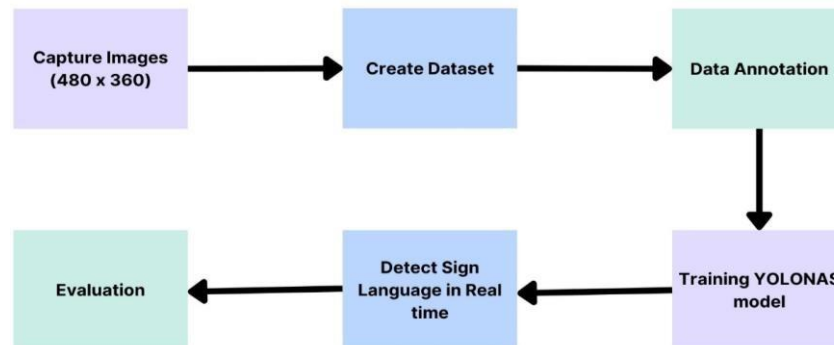 Capture Images
(480 x 360)
Create Dataset
Data Annotation
Training YOLONAS
model
Detect Sign
Language in Real
time
Evaluation